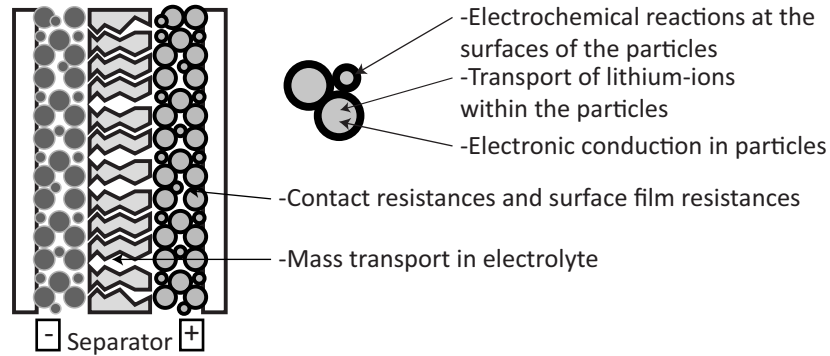 -Electrochemical reactions at the
surfaces of the particles
-Transport of lithium-ions
within the particles
-Electronic conduction in particles
-Contact resistances and surface film resistances
-Mass transport in electrolyte
- Separator +